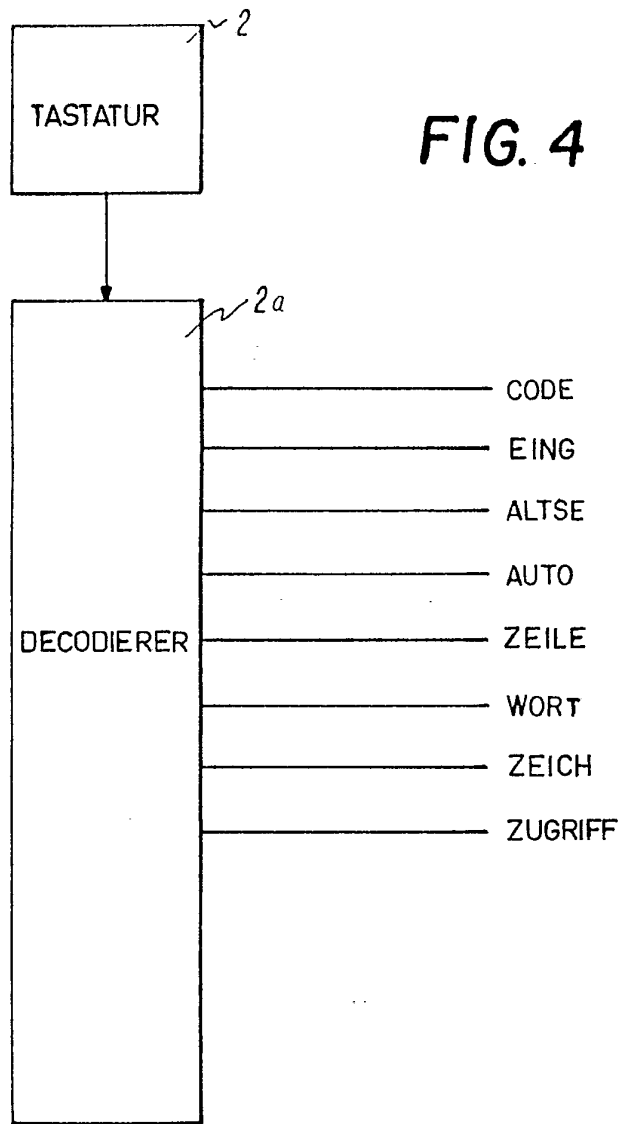 2
TASTATUR
FIG. 4
2a
CODE
EING
ALTSE
AUTO
DECODIERER
ZEILE
WORT
ZEICH
ZUGRIFF